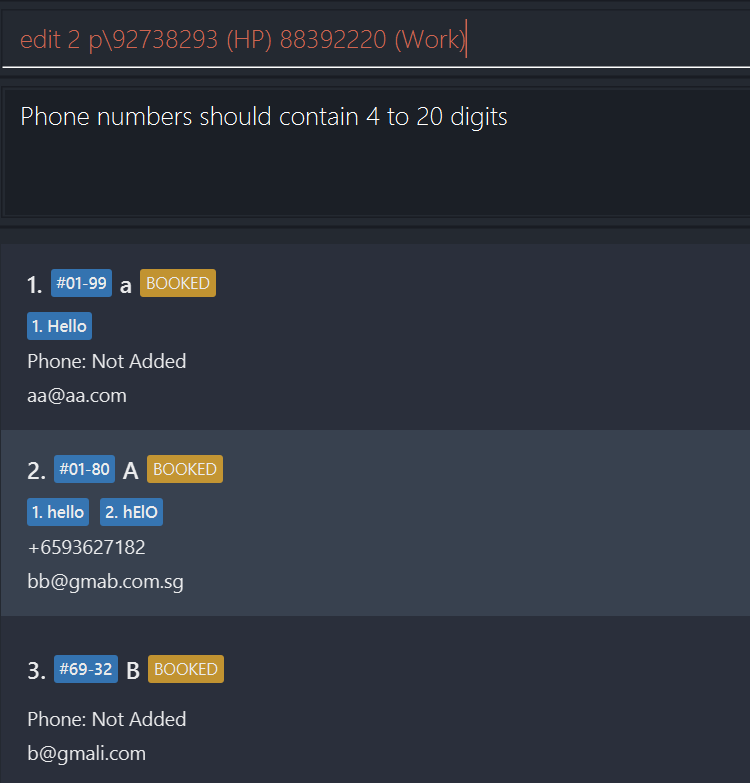 edit 2 p\92738293 (HP) 88392220 (Work)
Phone numbers should contain 4 to 20 digits
1. #01-99 a BOOKED
1. Hello
Phone: Not Added
aa@aa.com
2. #01-80 A BOOKED
1. hello 2. hElO
+6593627182
bb@gmab.com.sg
3. #69-32 B BOOKED
Phone: Not Added
b@gmali.com